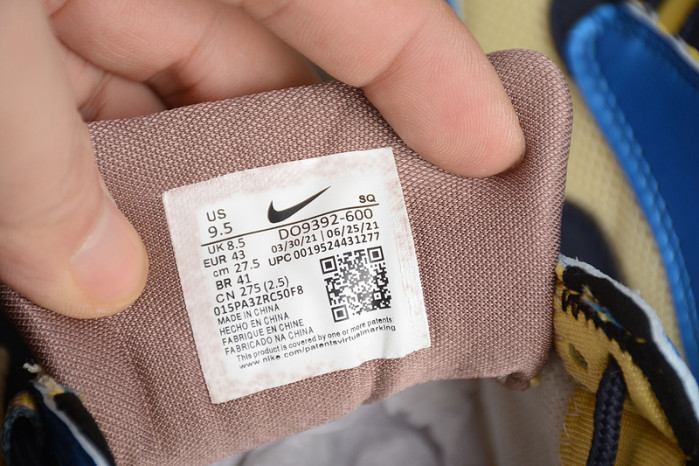 US
SQ
9.5
DO9392-600
UK 8.5
03/30/21 | 06/25/21
EUR 43
UPC 0019524431277
cm 27.5
BR 41
CN 275 (2.5)
015PA3ZRC50F8
MADE IN CHINA
HECHO EN CHINA
FABRIQUE EN CHINE
FABRICADO NA CHINA
This product is covered by one or more patents
www.nike.com/patentsvirtualmarking